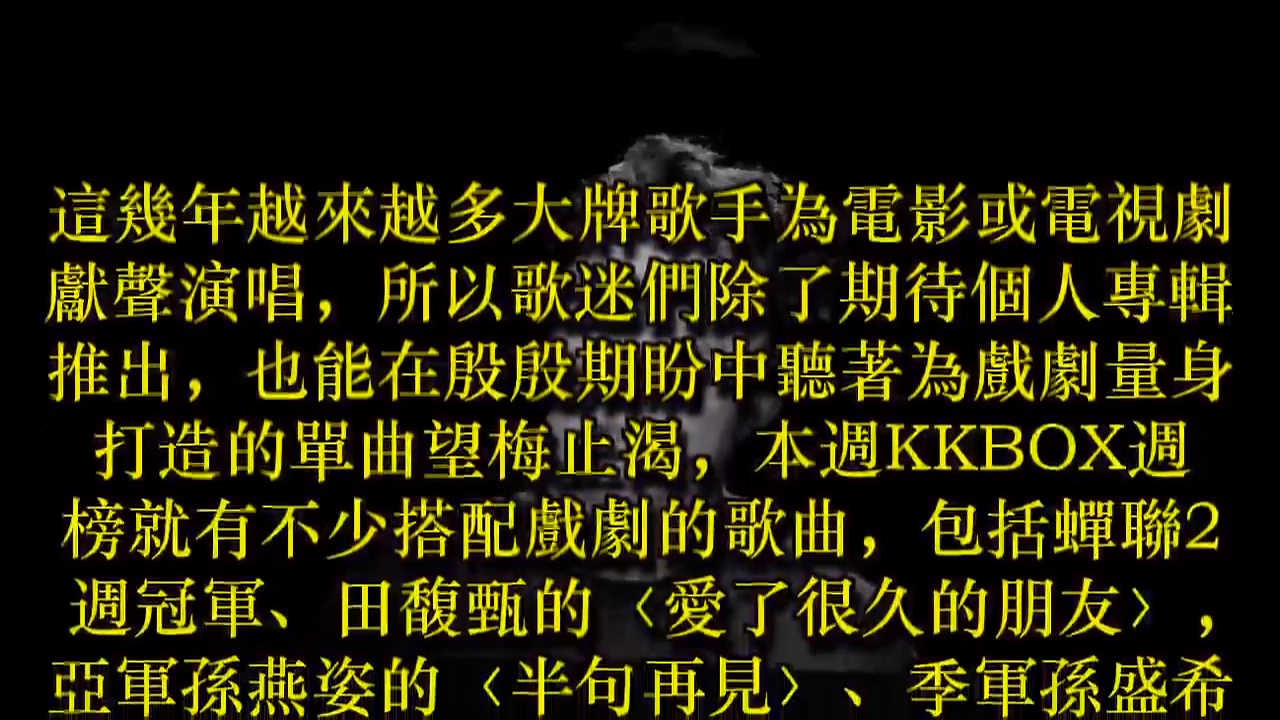 這幾年越來越多大牌歌手為電影或電視劇
獻聲演唱，所以歌迷們除了期待個人專輯
推出，也能在殷殷期盼中聽著為戲劇量身
打造的單曲望梅止渴，本週KKBOX週
榜就有不少搭配戲劇的歌曲，包括蟬聯2
週冠軍、田馥甄的〈愛了很久的朋友〉，
亞軍孫燕姿的〈半句再見〉、季軍孫盛希